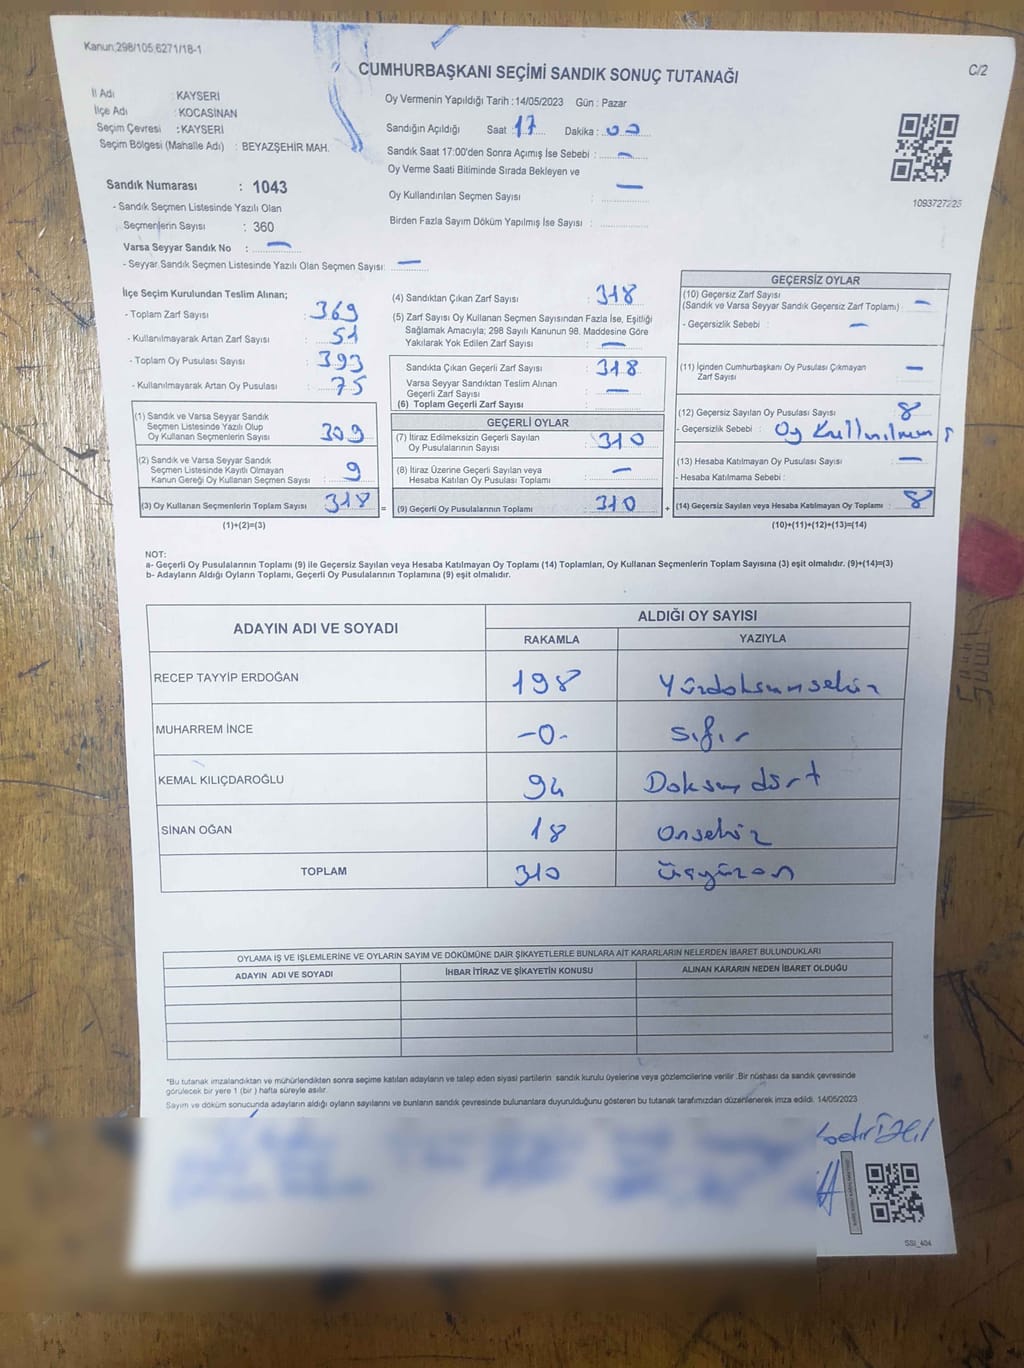 Kanun;298/105;6271/18-1
C/2
CUMHURBAŞKANI SEÇİMİ SANDIK SONUÇ TUTANAĞI
İl Adı : KAYSERİ
İlçe Adı : KOCASİNAN
Seçim Çevresi : KAYSERİ
Seçim Bölgesi (Mahalle Adı) : BEYAZŞEHİR MAH.
Sandık Numarası : 1043
- Sandık Seçmen Listesinde Yazılı Olan
Seçmenlerin Sayısı : 360
Varsa Seyyar Sandık No : —
- Seyyar Sandık Seçmen Listesinde Yazılı Olan Seçmen Sayısı: —
Oy Vermenin Yapıldığı Tarih : 14/05/2023 Gün : Pazar
Sandığın Açıldığı Saat 17 Dakika : 00
Sandık Saat 17:00'den Sonra Açımış İse Sebebi : —
Oy Verme Saati Bitiminde Sırada Bekleyen ve
Oy Kullandırılan Seçmen Sayısı : —
Birden Fazla Sayım Döküm Yapılmış İse Sayısı :
1093727225
İlçe Seçim Kurulundan Teslim Alınan;
- Toplam Zarf Sayısı : 369
- Kullanılmayarak Artan Zarf Sayısı : 51
- Toplam Oy Pusulası Sayısı : 393
- Kullanılmayarak Artan Oy Pusulası : 75
(1) Sandık ve Varsa Seyyar Sandık
Seçmen Listesinde Yazılı Olup
Oy Kullanan Seçmenlerin Sayısı : 309
(2) Sandık ve Varsa Seyyar Sandık
Seçmen Listesinde Kayıtlı Olmayan
Kanun Gereği Oy Kullanan Seçmen Sayısı : 9
(3) Oy Kullanan Seçmenlerin Toplam Sayısı : 318 =
(1)+(2)=(3)
(4) Sandıktan Çıkan Zarf Sayısı : 318
(5) Zarf Sayısı Oy Kullanan Seçmen Sayısından Fazla İse, Eşitliği
Sağlamak Amacıyla; 298 Sayılı Kanunun 98. Maddesine Göre
Yakılarak Yok Edilen Zarf Sayısı : —
Sandıkta Çıkan Geçerli Zarf Sayısı : 318
Varsa Seyyar Sandıktan Teslim Alınan
Geçerli Zarf Sayısı : —
(6) Toplam Geçerli Zarf Sayısı :
GEÇERLİ OYLAR
(7) İtiraz Edilmeksizin Geçerli Sayılan
Oy Pusulalarının Sayısı : 310
(8) İtiraz Üzerine Geçerli Sayılan veya
Hesaba Katılan Oy Pusulası Toplamı : —
(9) Geçerli Oy Pusulalarının Toplamı : 310 +
GEÇERSİZ OYLAR
(10) Geçersiz Zarf Sayısı
(Sandık ve Varsa Seyyar Sandık Geçersiz Zarf Toplamı) : —
- Geçersizlik Sebebi : —
(11) İçinden Cumhurbaşkanı Oy Pusulası Çıkmayan
Zarf Sayısı : —
(12) Geçersiz Sayılan Oy Pusulası Sayısı : 8
- Geçersizlik Sebebi : Oy
(13) Hesaba Katılmayan Oy Pusulası Sayısı : —
- Hesaba Katılmama Sebebi :
(14) Geçersiz Sayılan veya Hesaba Katılmayan Oy Toplamı : 8
(10)+(11)+(12)+(13)=(14)
NOT:
a- Geçerli Oy Pusulalarının Toplamı (9) ile Geçersiz Sayılan veya Hesaba Katılmayan Oy Toplamı (14) Toplamları, Oy Kullanan Seçmenlerin Toplam Sayısına (3) eşit olmalıdır. (9)+(14)=(3)
b- Adayların Aldığı Oyların Toplamı, Geçerli Oy Pusulalarının Toplamına (9) eşit olmalıdır.
ADAYIN ADI VE SOYADI ALDIĞI OY SAYISI
RAKAMLA YAZIYLA
RECEP TAYYİP ERDOĞAN 198 Yüzdoksansekiz
MUHARREM İNCE -0- sıfır
KEMAL KILIÇDAROĞLU 94 Doksan dört
SİNAN OĞAN 18 Onsekiz
TOPLAM 310 üçyüzon
OYLAMA İŞ VE İŞLEMLERİNE VE OYLARIN SAYIM VE DÖKÜMÜNE DAİR ŞİKAYETLERLE BUNLARA AİT KARARLARIN NELERDEN İBARET BULUNDUKLARI
ADAYIN ADI VE SOYADI İHBAR İTİRAZ VE ŞİKAYETİN KONUSU ALINAN KARARIN NEDEN İBARET OLDUĞU
*Bu tutanak imzalandıktan ve mühürlendikten sonra seçime katılan adayların ve talep eden siyasi partilerin sandık kurulu üyelerine veya gözlemcilerine verilir .Bir nüshası da sandık çevresinde
görülecek bir yere 1 (bir ) hafta süreyle asılır.
Sayım ve döküm sonucunda adayların aldığı oyların sayılarını ve bunların sandık çevresinde bulunanlara duyurulduğunu gösteren bu tutanak tarafımızdan düzenlenerek imza edildi. 14/05/2023
SSİ_404